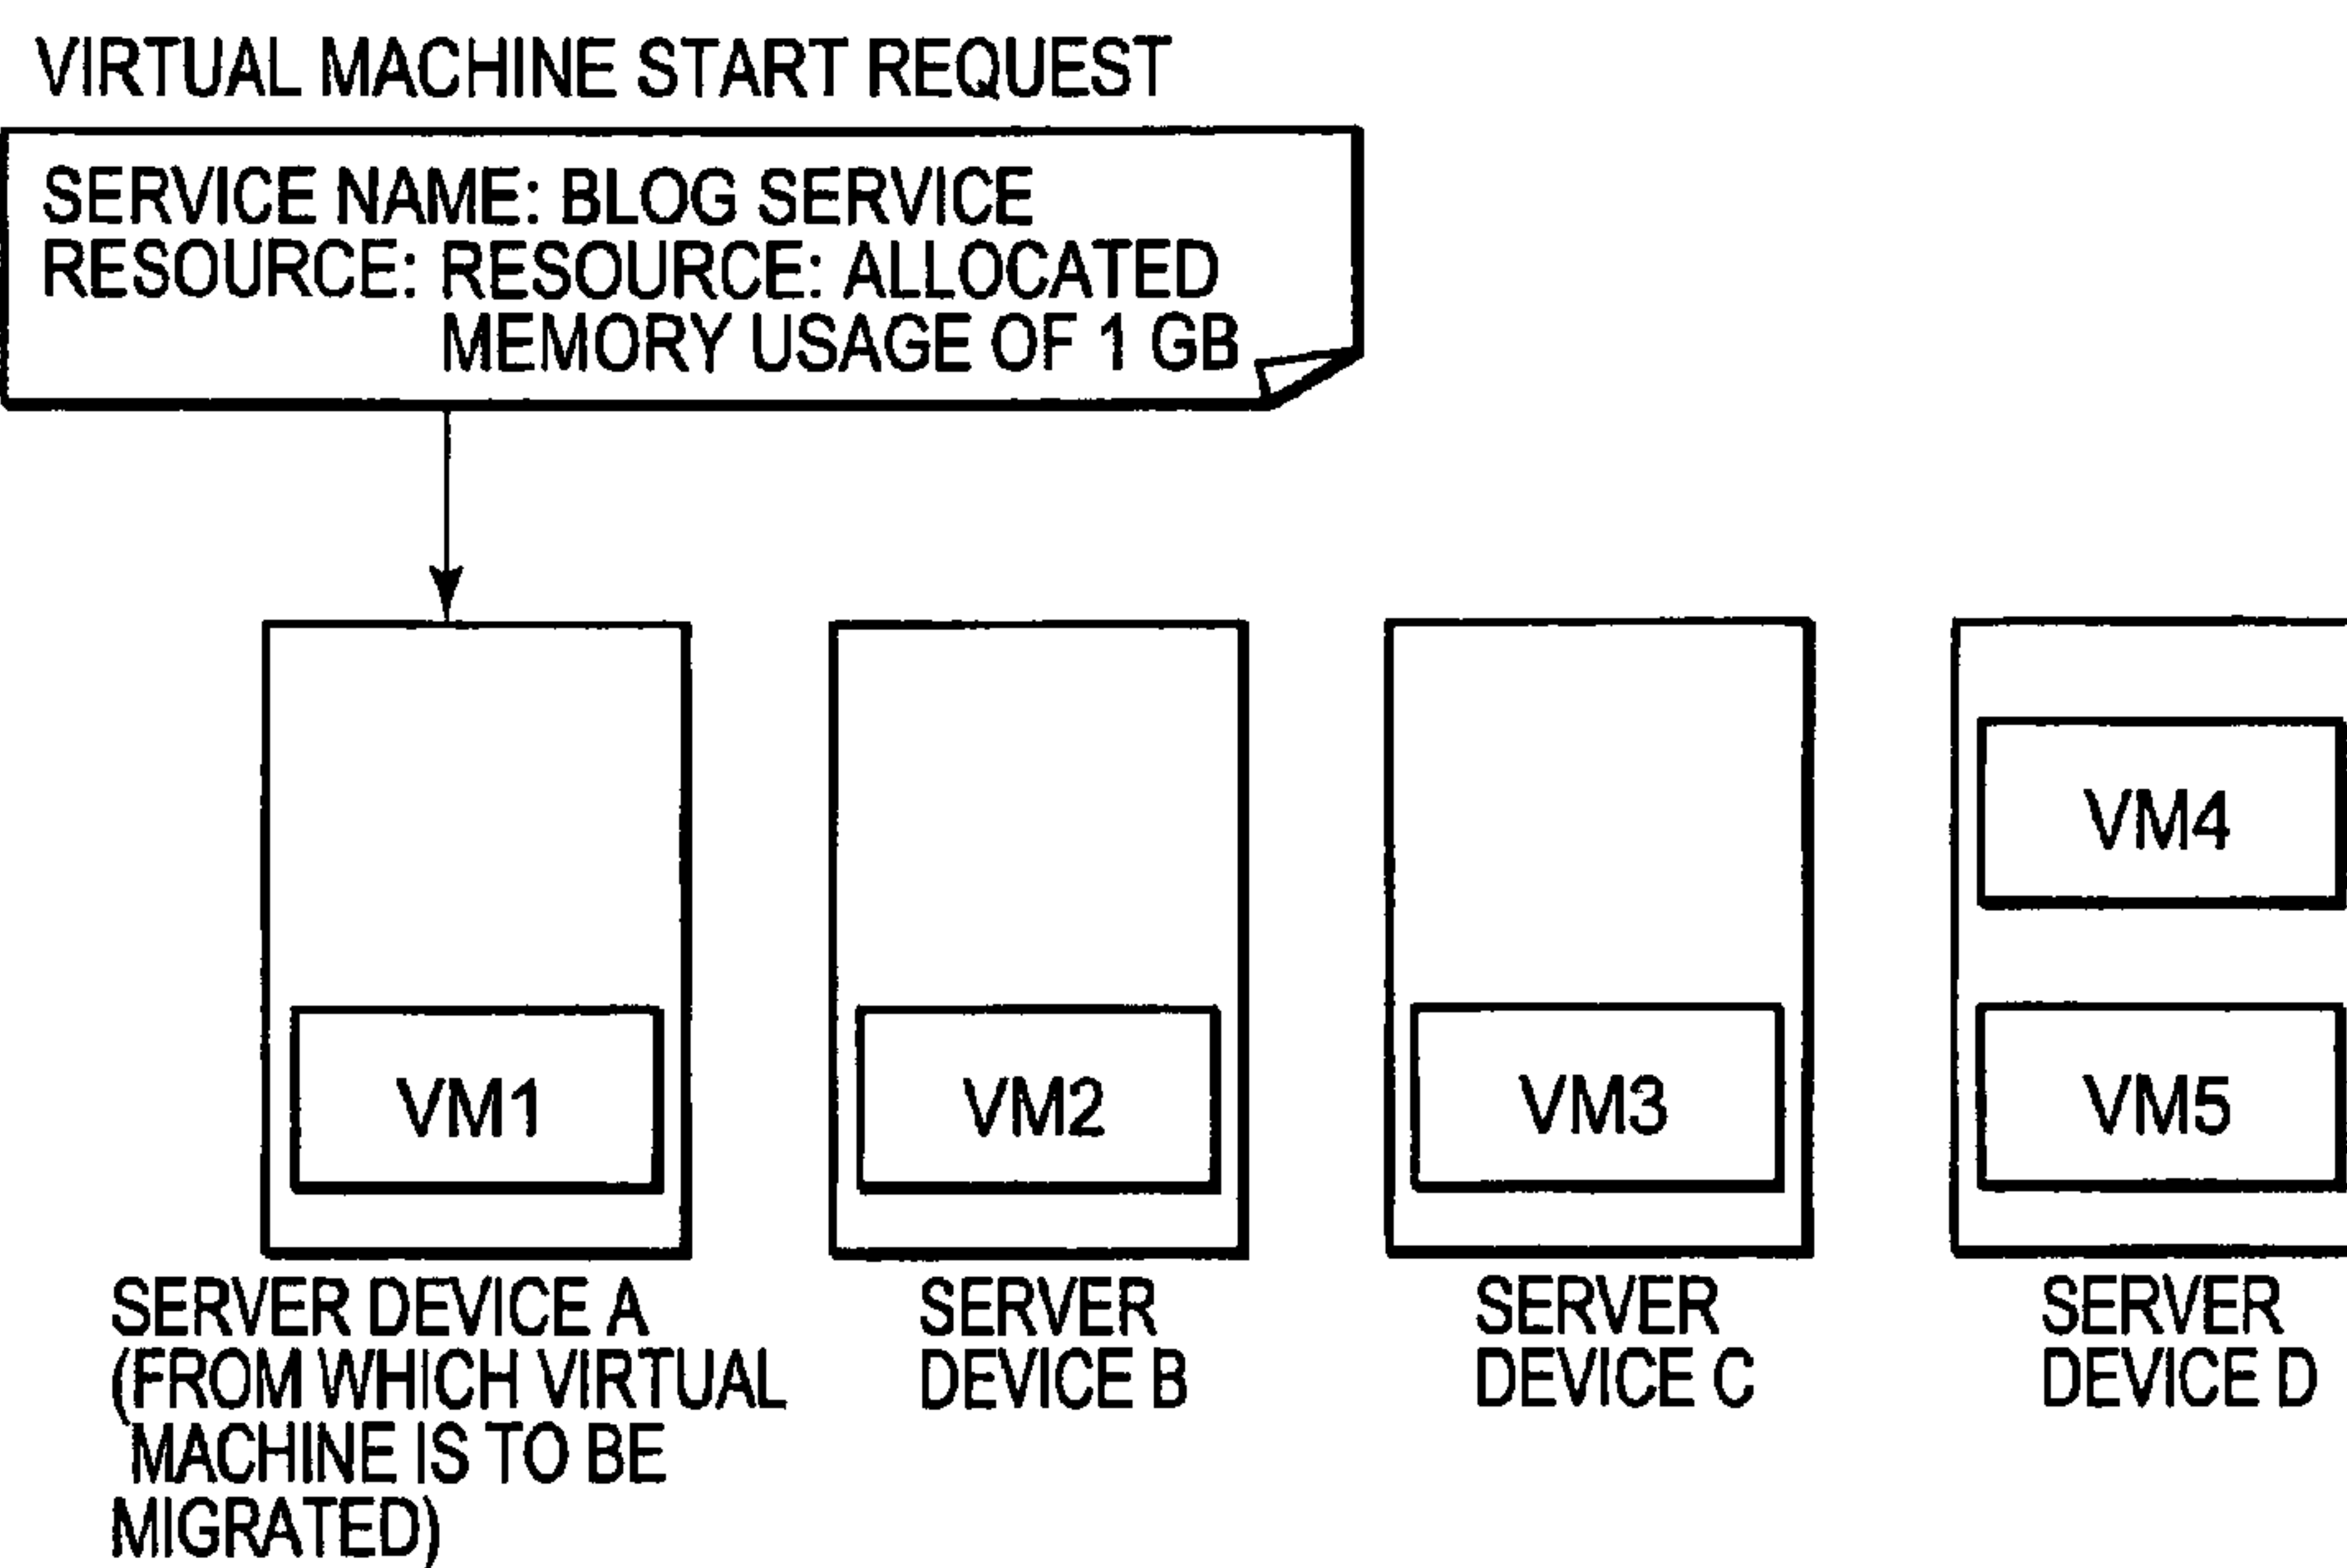 VIRTUAL MACHINE START REQUEST
SERVICE NAME: BLOG SERVICE
RESOURCE: RESOURCE: ALLOCATED
MEMORY USAGE OF 1 GB
VM4
VM1
VM2
VM3
VM5
SERVER DEVICE A
(FROM WHICH VIRTUAL
MACHINE IS TO BE
MIGRATED)
SERVER
DEVICE B
SERVER
DEVICE C
SERVER
DEVICE D